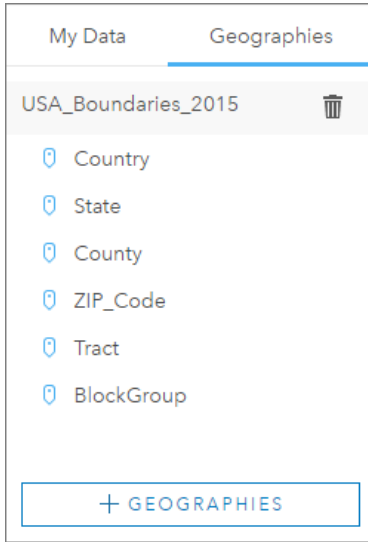 My Data Geographies
USA_Boundaries_2015
Country
State
County
ZIP_Code
Tract
BlockGroup
+ GEOGRAPHIES